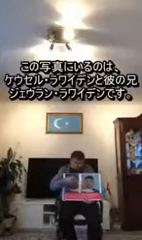 この写真にいるのは、
ケウセル・ラワイデンと彼の兄
ジェウラン・ラワイデンです。